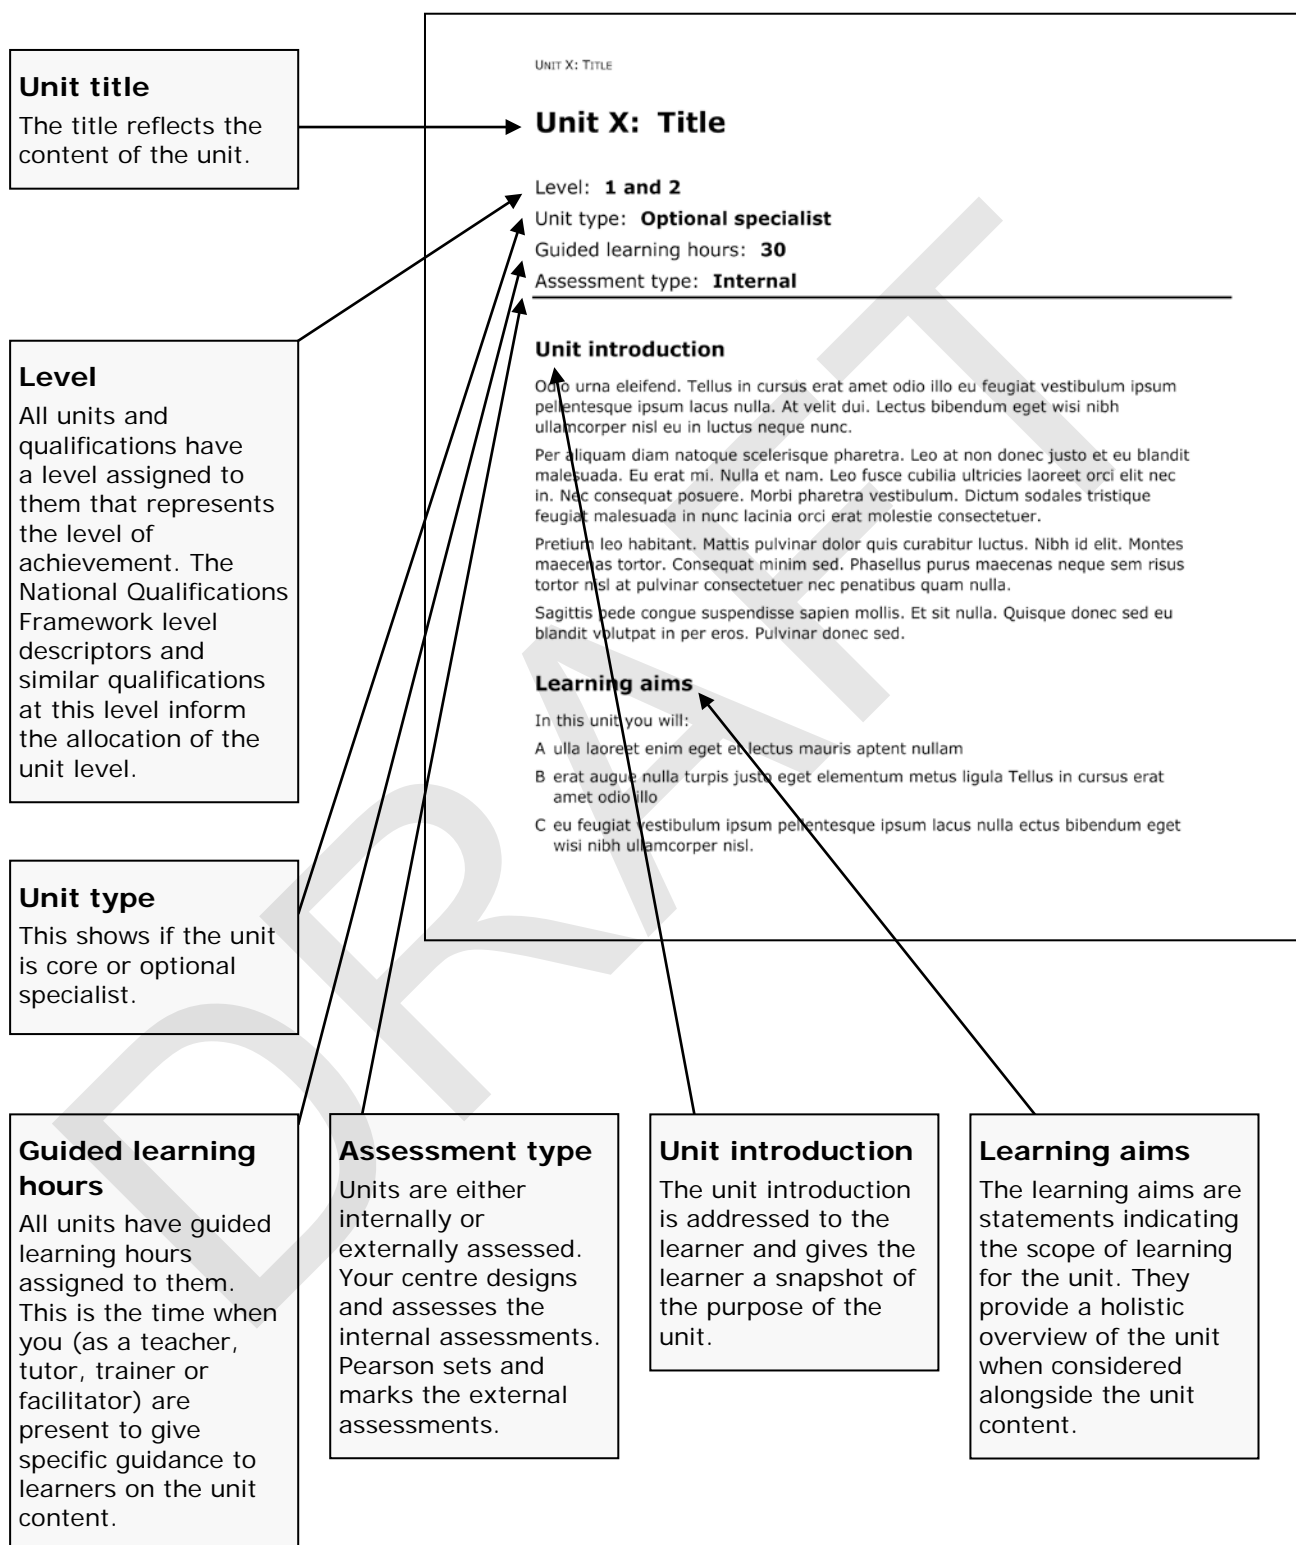 UNIT X: TITLE
Unit X: Title
Level: 1 and 2
Unit type: Optional specialist
Guided learning hours: 30
Assessment type: Internal
Unit introduction
Odio urna eleifend. Tellus in cursus erat amet odio illo eu feugiat vestibulum ipsum
pellentesque ipsum lacus nulla. At velit dui. Lectus bibendum eget wisi nibh
ullamcorper nisl eu in luctus neque nunc.
Per aliquam diam natoque scelerisque pharetra. Leo at non donec justo et eu blandit
malesuada. Eu erat mi. Nulla et nam. Leo fusce cubilia ultricies laoreet orci elit nec
in. Nec consequat posuere. Morbi pharetra vestibulum. Dictum sodales tristique
feugiat malesuada in nunc lacinia orci erat molestie consectetuer.
Pretium leo habitant. Mattis pulvinar dolor quis curabitur luctus. Nibh id elit. Montes
maecenas tortor. Consequat minim sed. Phasellus purus maecenas neque sem risus
tortor nisl at pulvinar consectetuer nec penatibus quam nulla.
Sagittis pede congue suspendisse sapien mollis. Et sit nulla. Quisque donec sed eu
blandit volutpat in per eros. Pulvinar donec sed.
Learning aims
In this unit you will:
A ulla laoreet enim eget et lectus mauris aptent nullam
B erat augue nulla turpis justo eget elementum metus ligula Tellus in cursus erat
amet odio illo
C eu feugiat vestibulum ipsum pellentesque ipsum lacus nulla ectus bibendum eget
wisi nibh ullamcorper nisl.
Unit title
The title reflects the
content of the unit.
Level
All units and
qualifications have
a level assigned to
them that represents
the level of
achievement. The
National Qualifications
Framework level
descriptors and
similar qualifications
at this level inform
the allocation of the
unit level.
Unit type
This shows if the unit
is core or optional
specialist.
Guided learning
hours
All units have guided
learning hours
assigned to them.
This is the time when
you (as a teacher,
tutor, trainer or
facilitator) are
present to give
specific guidance to
learners on the unit
content.
Assessment type
Units are either
internally or
externally assessed.
Your centre designs
and assesses the
internal assessments.
Pearson sets and
marks the external
assessments.
Unit introduction
The unit introduction
is addressed to the
learner and gives the
learner a snapshot of
the purpose of the
unit.
Learning aims
The learning aims are
statements indicating
the scope of learning
for the unit. They
provide a holistic
overview of the unit
when considered
alongside the unit
content.
DRAFT